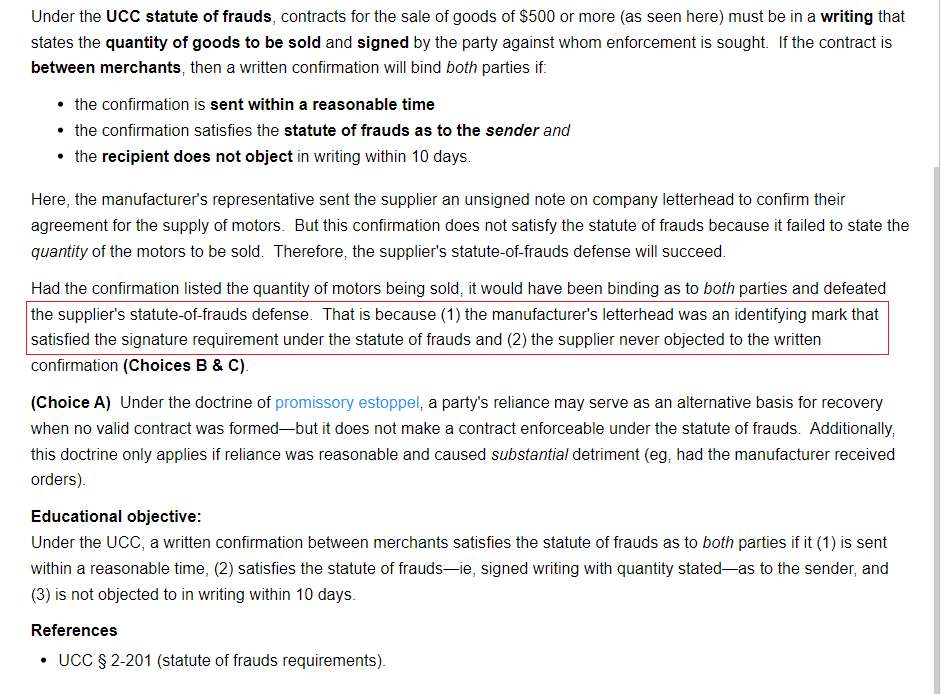 Under the UCC statute of frauds, contracts for the sale of goods of $500 or more (as seen here) must be in a writing that
states the quantity of goods to be sold and signed by the party against whom enforcement is sought.  If the contract is
between merchants, then a written confirmation will bind both parties if:
• the confirmation is sent within a reasonable time
• the confirmation satisfies the statute of frauds as to the sender and
• the recipient does not object in writing within 10 days.
Here, the manufacturer's representative sent the supplier an unsigned note on company letterhead to confirm their
agreement for the supply of motors.  But this confirmation does not satisfy the statute of frauds because it failed to state the
quantity of the motors to be sold.  Therefore, the supplier's statute-of-frauds defense will succeed.
Had the confirmation listed the quantity of motors being sold, it would have been binding as to both parties and defeated
the supplier's statute-of-frauds defense.  That is because (1) the manufacturer's letterhead was an identifying mark that
satisfied the signature requirement under the statute of frauds and (2) the supplier never objected to the written
confirmation (Choices B & C).
(Choice A)  Under the doctrine of promissory estoppel, a party's reliance may serve as an alternative basis for recovery
when no valid contract was formed—but it does not make a contract enforceable under the statute of frauds.  Additionally,
this doctrine only applies if reliance was reasonable and caused substantial detriment (eg, had the manufacturer received
orders).
Educational objective:
Under the UCC, a written confirmation between merchants satisfies the statute of frauds as to both parties if it (1) is sent
within a reasonable time, (2) satisfies the statute of frauds—ie, signed writing with quantity stated—as to the sender, and
(3) is not objected to in writing within 10 days.
References
• UCC § 2-201 (statute of frauds requirements).